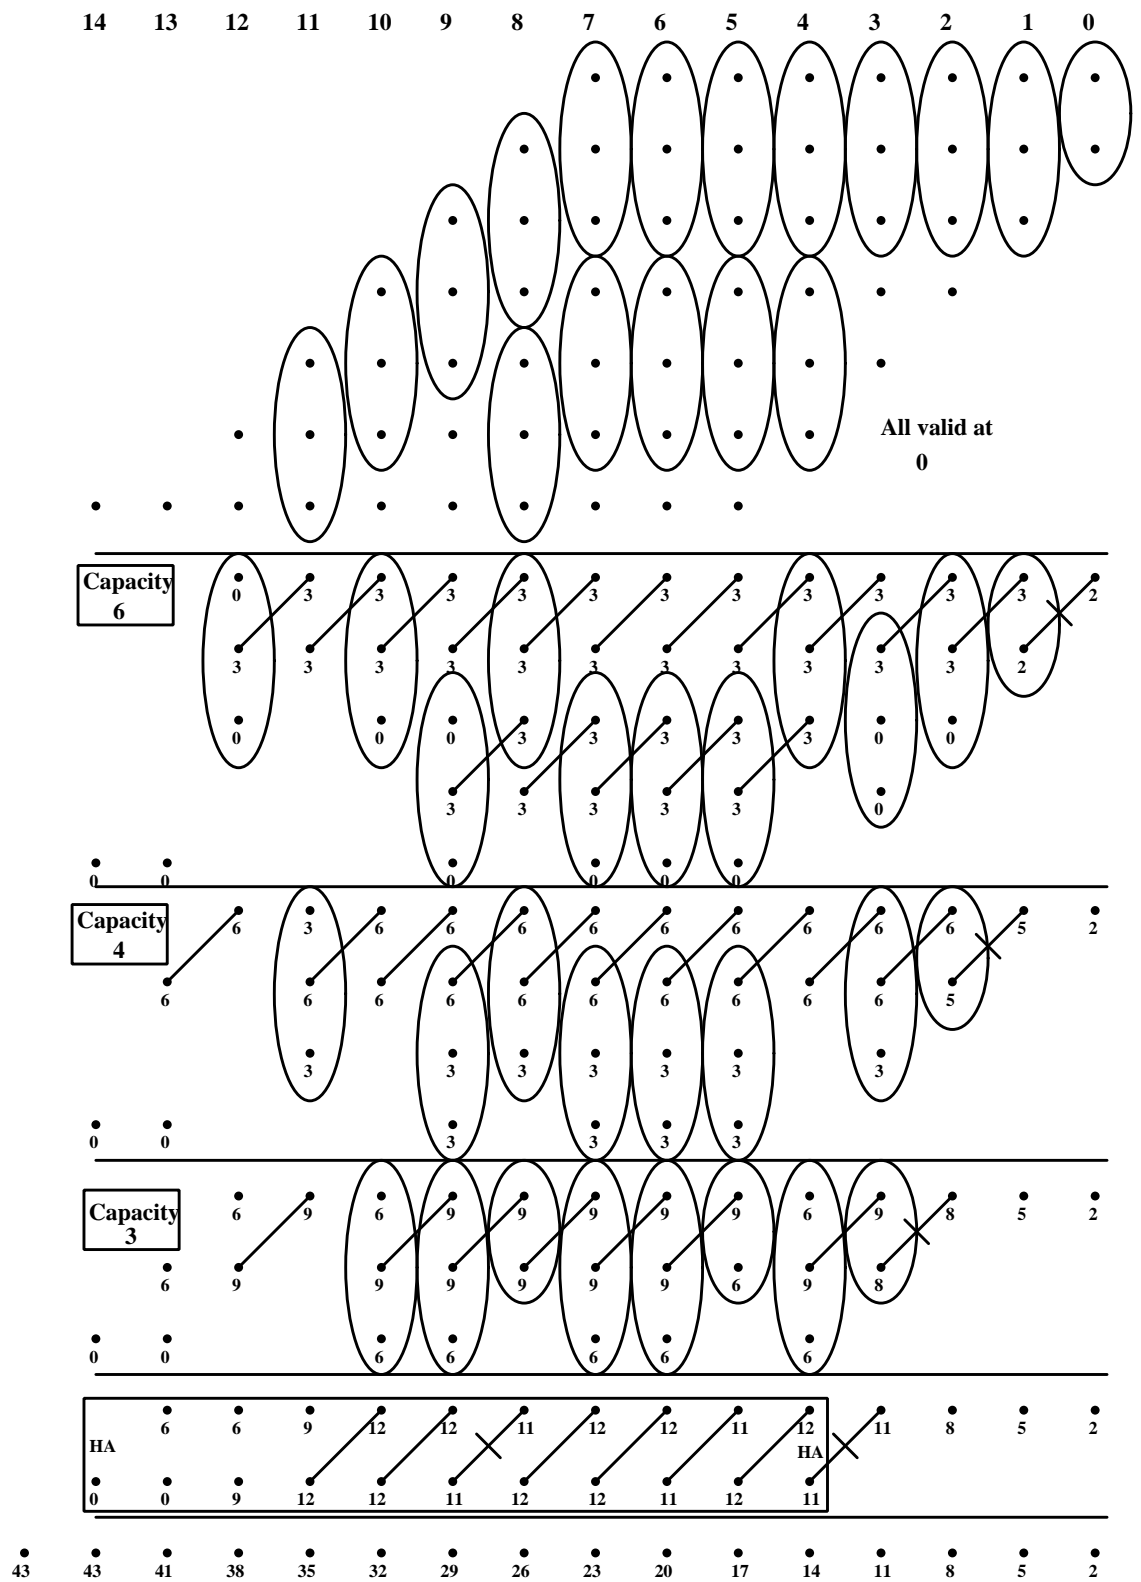 14 13 12 11 10 9 8 7 6 5 4 3 2 1 0
All valid at
0
Capacity
6
0 3 3 3 3 3 3 3 3 3 3 3 2
3 3 3 3 3 3 3 3 3 3 3 2
0 0 0 3 3 3 3 3 0 0
3 3 3 3 3 0
0 0 0 0 0 0
Capacity
4
6 3 6 6 6 6 6 6 6 6 6 5 2
6 6 6 6 6 6 6 6 6 6 5
3 3 3 3 3 3 3
0 0 3 3 3 3
Capacity
3
6 9 6 9 9 9 9 9 6 9 8 5 2
6 9 9 9 9 9 9 6 9 8
0 0 6 6 6 6 6
6 6 9 12 12 11 12 12 11 12 11 8 5 2
HA HA
0 0 9 12 12 11 12 12 11 12 11
43 43 41 38 35 32 29 26 23 20 17 14 11 8 5 2